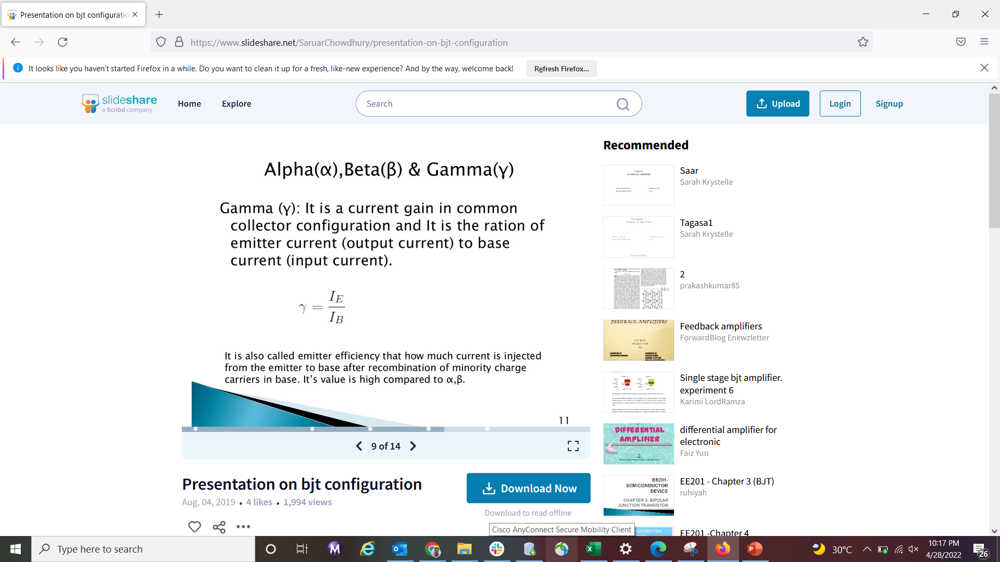 Presentation on bjt configuratio
https://www.slideshare.net/SaruarChowdhury/presentation-on-bjt-configuration
It looks like you haven't started Firefox in a while. Do you want to clean it up for a fresh, like-new experience? And by the way, welcome back!
Refresh Firefox...
slideshare
a Scribd company
Home
Explore
Search
Upload
Login
Signup
Alpha(α),Beta(β) & Gamma(γ)
Gamma (γ): It is a current gain in common
collector configuration and It is the ration of
emitter current (output current) to base
current (input current).
γ = I_E / I_B
It is also called emitter efficiency that how much current is injected
from the emitter to base after recombination of minority charge
carriers in base. It's value is high compared to α,β.
11
9 of 14
Presentation on bjt configuration
Aug. 04, 2019 • 4 likes • 1,994 views
Download Now
Download to read offline
Recommended
Saar
Sarah Krystelle
Tagasa1
Sarah Krystelle
2
prakashkumar85
FEEDBACK AMPLIFIERS
Feedback amplifiers
ForwardBlog Enewzletter
Single stage bjt amplifier.
experiment 6
Karimi LordRamza
DIFFERENTIAL
AMPLIFIER
differential amplifier for
electronic
Faiz Yun
EE201-
SEMICONDUCTOR
DEVICE
CHAPTER 3: BIPOLAR
JUNCTION TRANSISTOR
EE201 - Chapter 3 (BJT)
ruhiyah
EE201 -Chapter 4
Cisco AnyConnect Secure Mobility Client
Type here to search
30°C
10:17 PM
4/28/2022
26